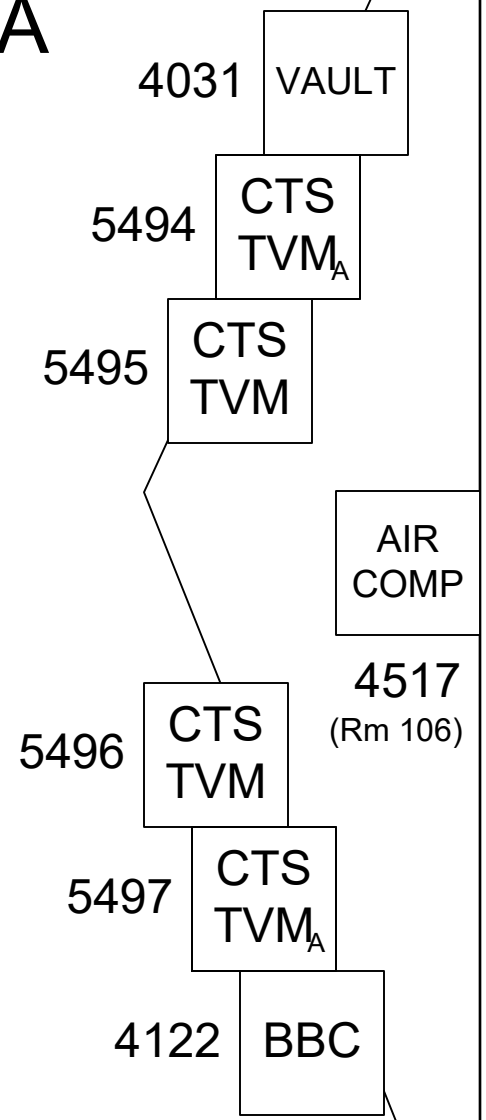 A
4031
VAULT
5494
CTS
TVMA
5495
CTS
TVM
AIR
COMP
4517
(Rm 106)
5496
CTS
TVM
5497
CTS
TVMA
4122
BBC